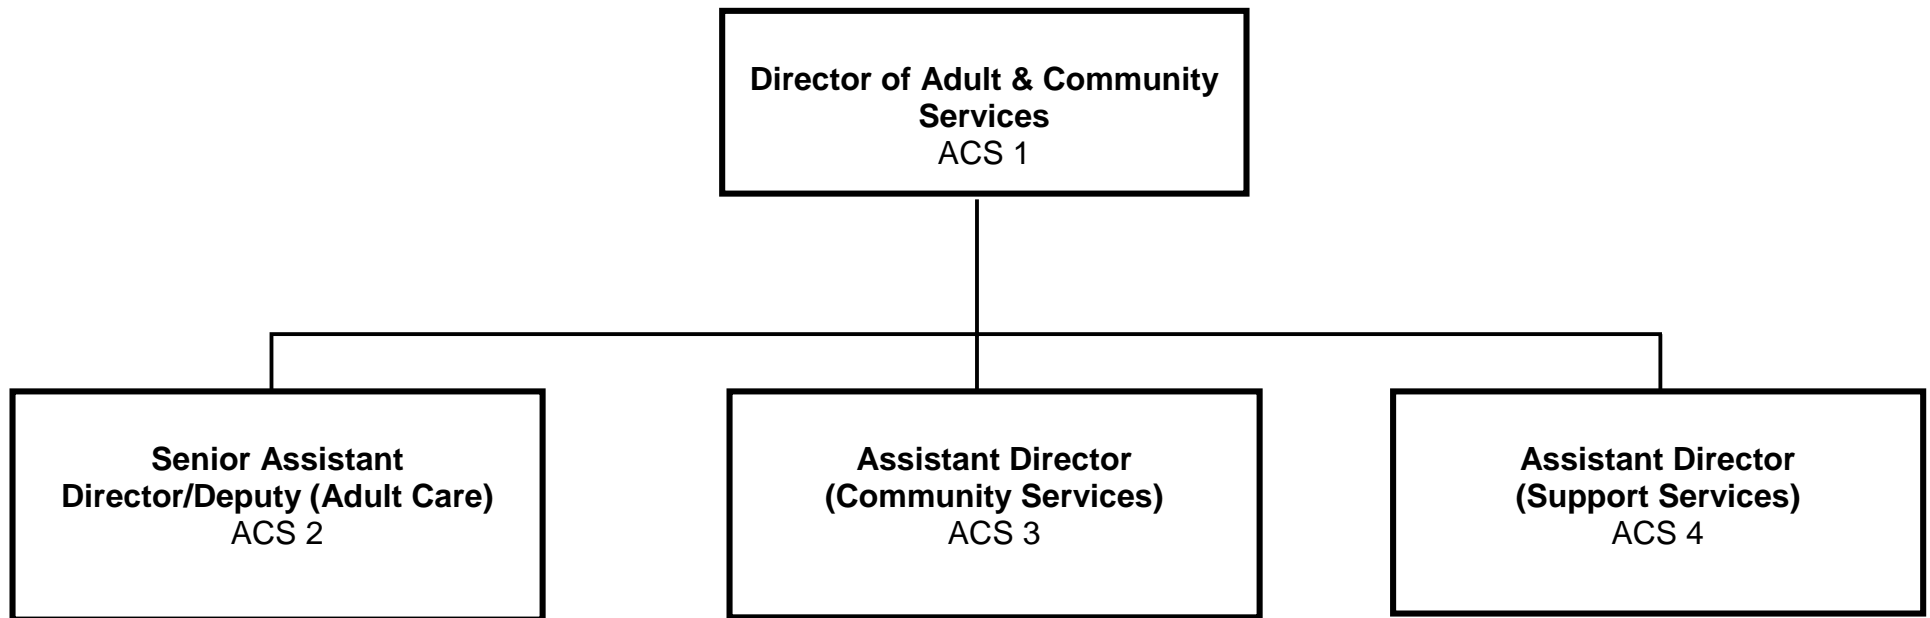 Director of Adult & Community
Services
ACS 1
Senior Assistant
Director/Deputy (Adult Care)
ACS 2
Assistant Director
(Community Services)
ACS 3
Assistant Director
(Support Services)
ACS 4